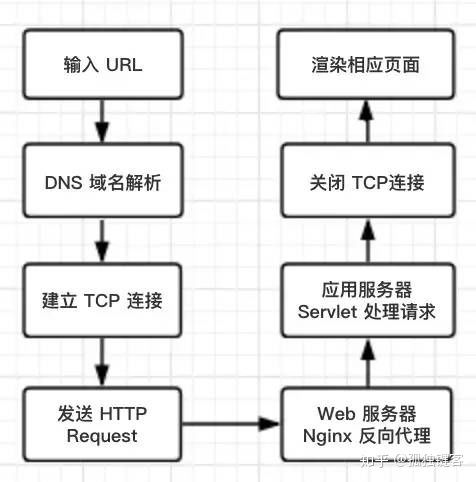 输入 URL
DNS 域名解析
建立 TCP 连接
发送 HTTP
Request
Web 服务器
Nginx 反向代理
应用服务器
Servlet 处理请求
关闭 TCP连接
渲染相应页面
知乎 @孤独键客